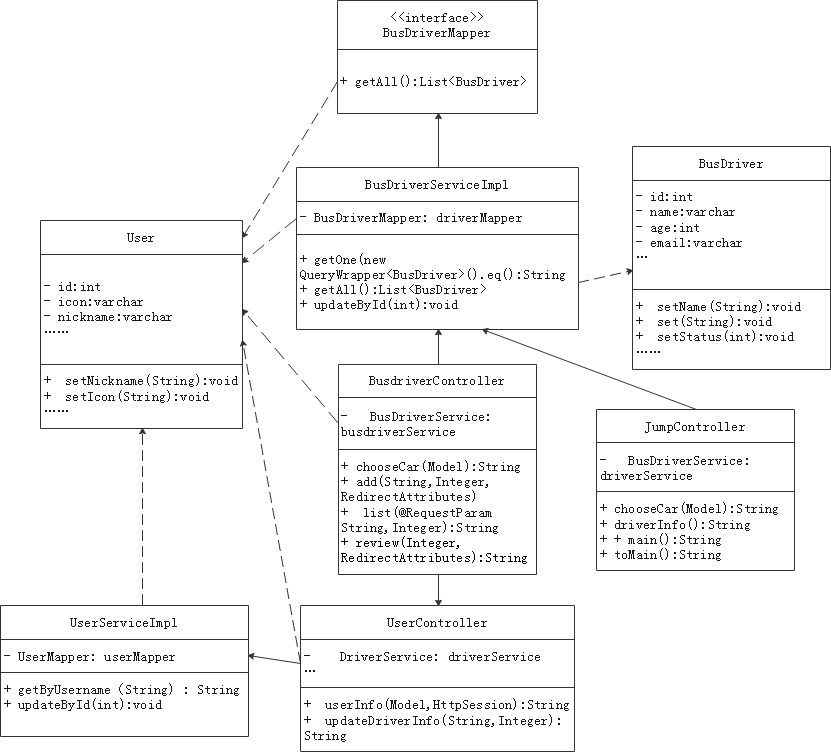 <<interface>>
BusDriverMapper
+ getAll():List<BusDriver>
BusDriverServiceImpl
- BusDriverMapper: driverMapper
+ getOne(new
QueryWrapper<BusDriver>().eq():String
+ getAll():List<BusDriver>
+ updateById(int):void
BusDriver
- id:int
- name:varchar
- age:int
- email:varchar
…
+ setName(String):void
+ set(String):void
+ setStatus(int):void
……
User
- id:int
- icon:varchar
- nickname:varchar
……
+ setNickname(String):void
+ setIcon(String):void
……
BusdriverController
- BusDriverService:
busdriverService
+ chooseCar(Model):String
+ add(String,Integer,
RedirectAttributes)
+ list(@RequestParam
String,Integer):String
+ review(Integer,
RedirectAttributes):String
JumpController
- BusDriverService:
driverService
+ chooseCar(Model):String
+ driverInfo():String
+ + main():String
+ toMain():String
UserServiceImpl
- UserMapper: userMapper
+ getByUsername (String) : String
+ updateById(int):void
UserController
- DriverService: driverService
…
+ userInfo(Model,HttpSession):String
+ updateDriverInfo(String,Integer):
String